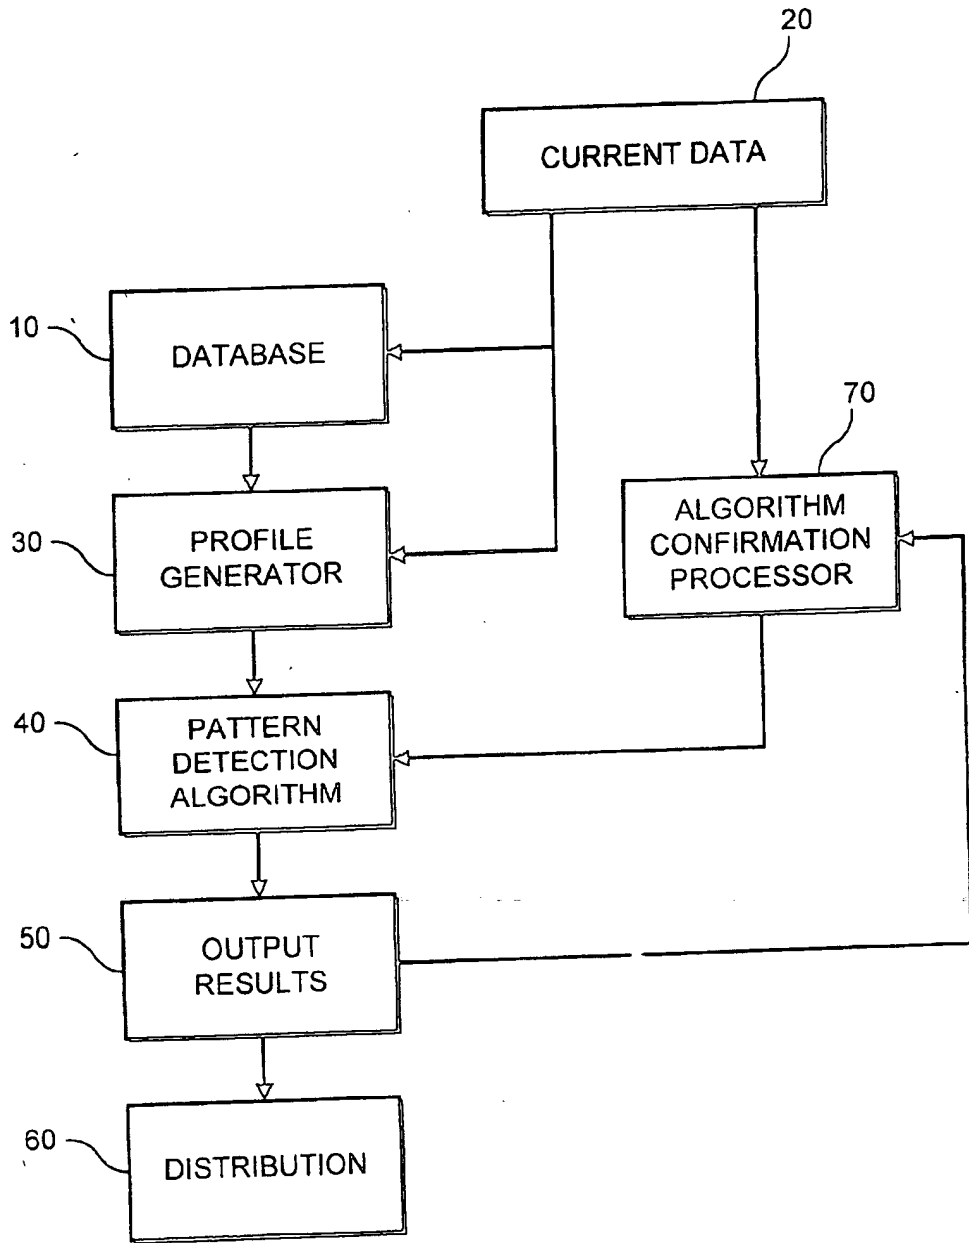 20
CURRENT DATA
10
DATABASE
70
30
PROFILE
GENERATOR
ALGORITHM
CONFIRMATION
PROCESSOR
40
PATTERN
DETECTION
ALGORITHM
50
OUTPUT
RESULTS
60
DISTRIBUTION